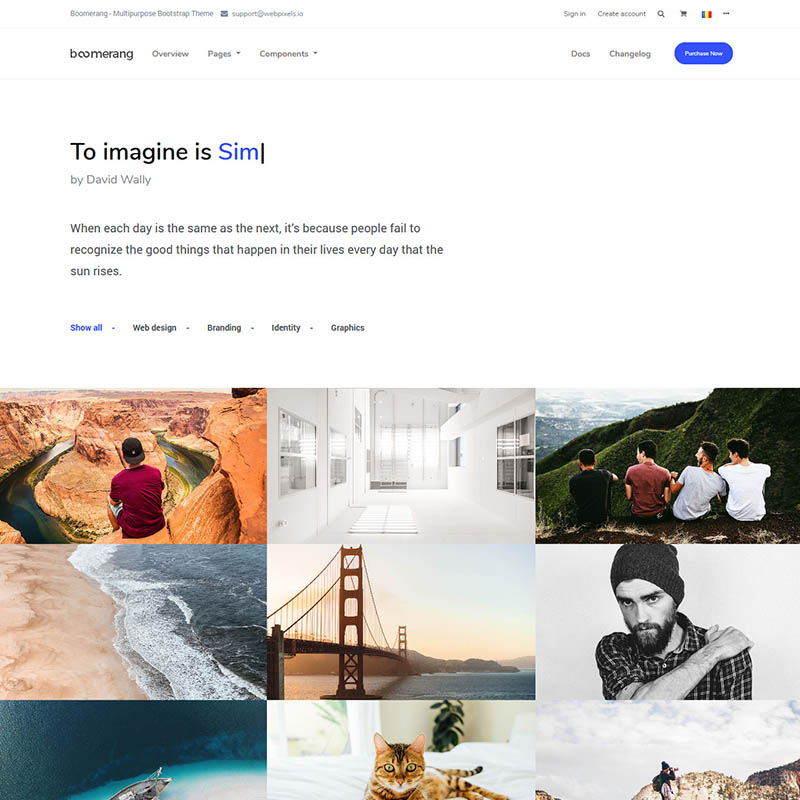 Boomerang - Multipurpose Bootstrap Theme support@webpixels.io Sign in Create account
boomerang Overview Pages Components Docs Changelog Purchase Now
To imagine is Sim|
by David Wally
When each day is the same as the next, it's because people fail to
recognize the good things that happen in their lives every day that the
sun rises.
Show all - Web design - Branding - Identity - Graphics